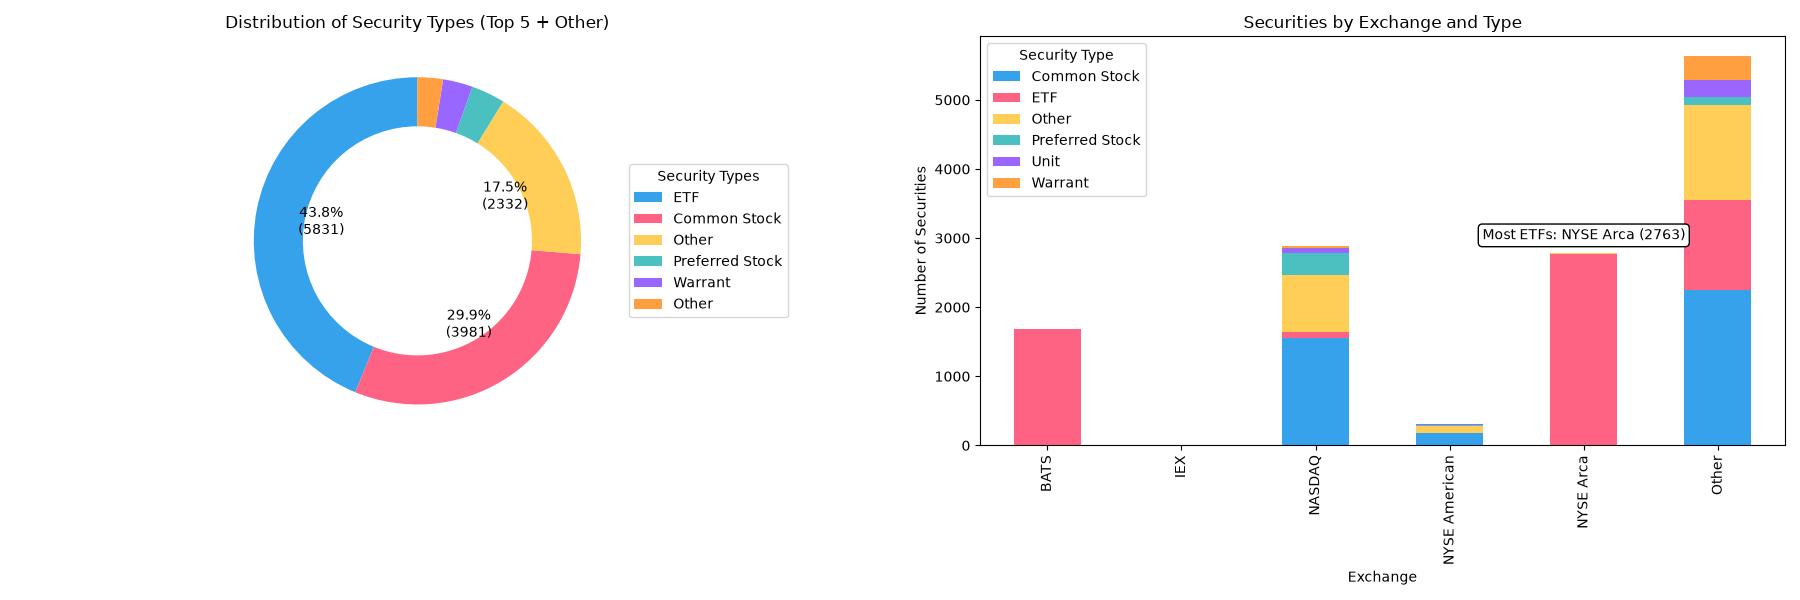 Distribution of Security Types (Top 5 + Other)
43.8%
(5831)
17.5%
(2332)
29.9%
(3981)
Security Types
ETF
Common Stock
Other
Preferred Stock
Warrant
Other
Securities by Exchange and Type
Security Type
Common Stock
ETF
Other
Preferred Stock
Unit
Warrant
Number of Securities
5000
4000
3000
2000
1000
0
Most ETFs: NYSE Arca (2763)
BATS
IEX
NASDAQ
NYSE American
NYSE Arca
Other
Exchange